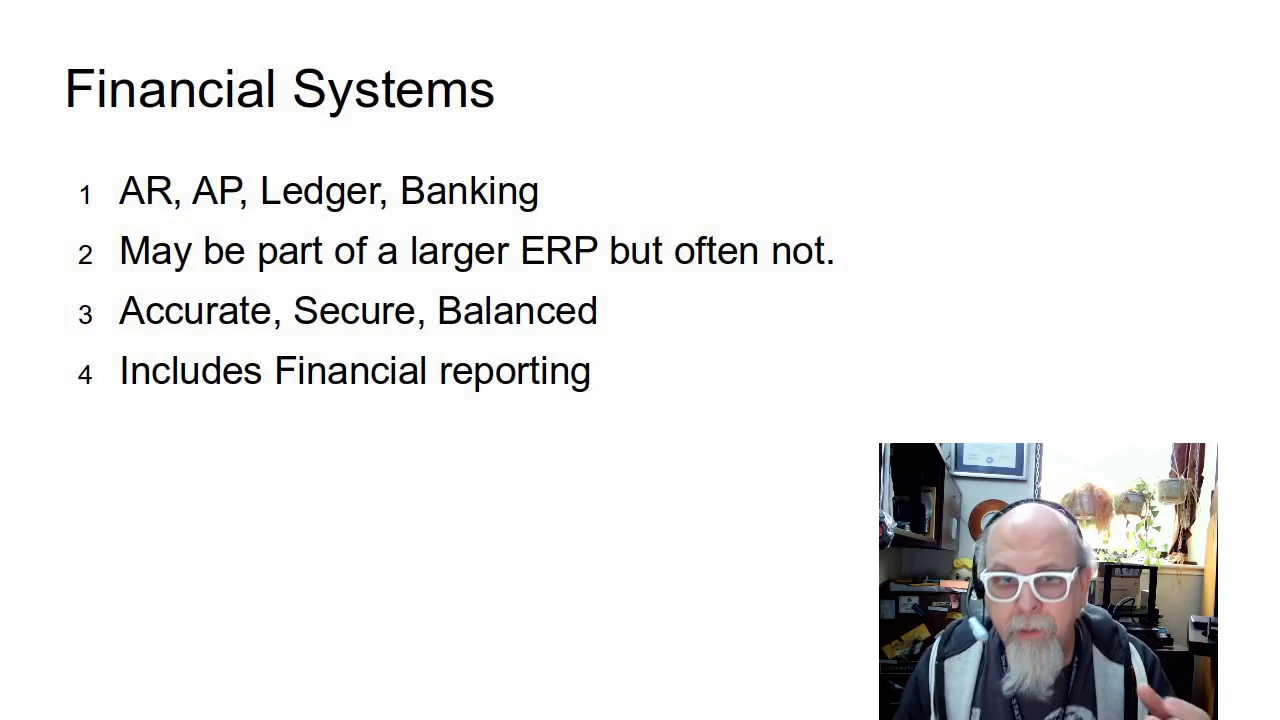 Financial Systems
1 AR, AP, Ledger, Banking
2 May be part of a larger ERP but often not.
3 Accurate, Secure, Balanced
4 Includes Financial reporting